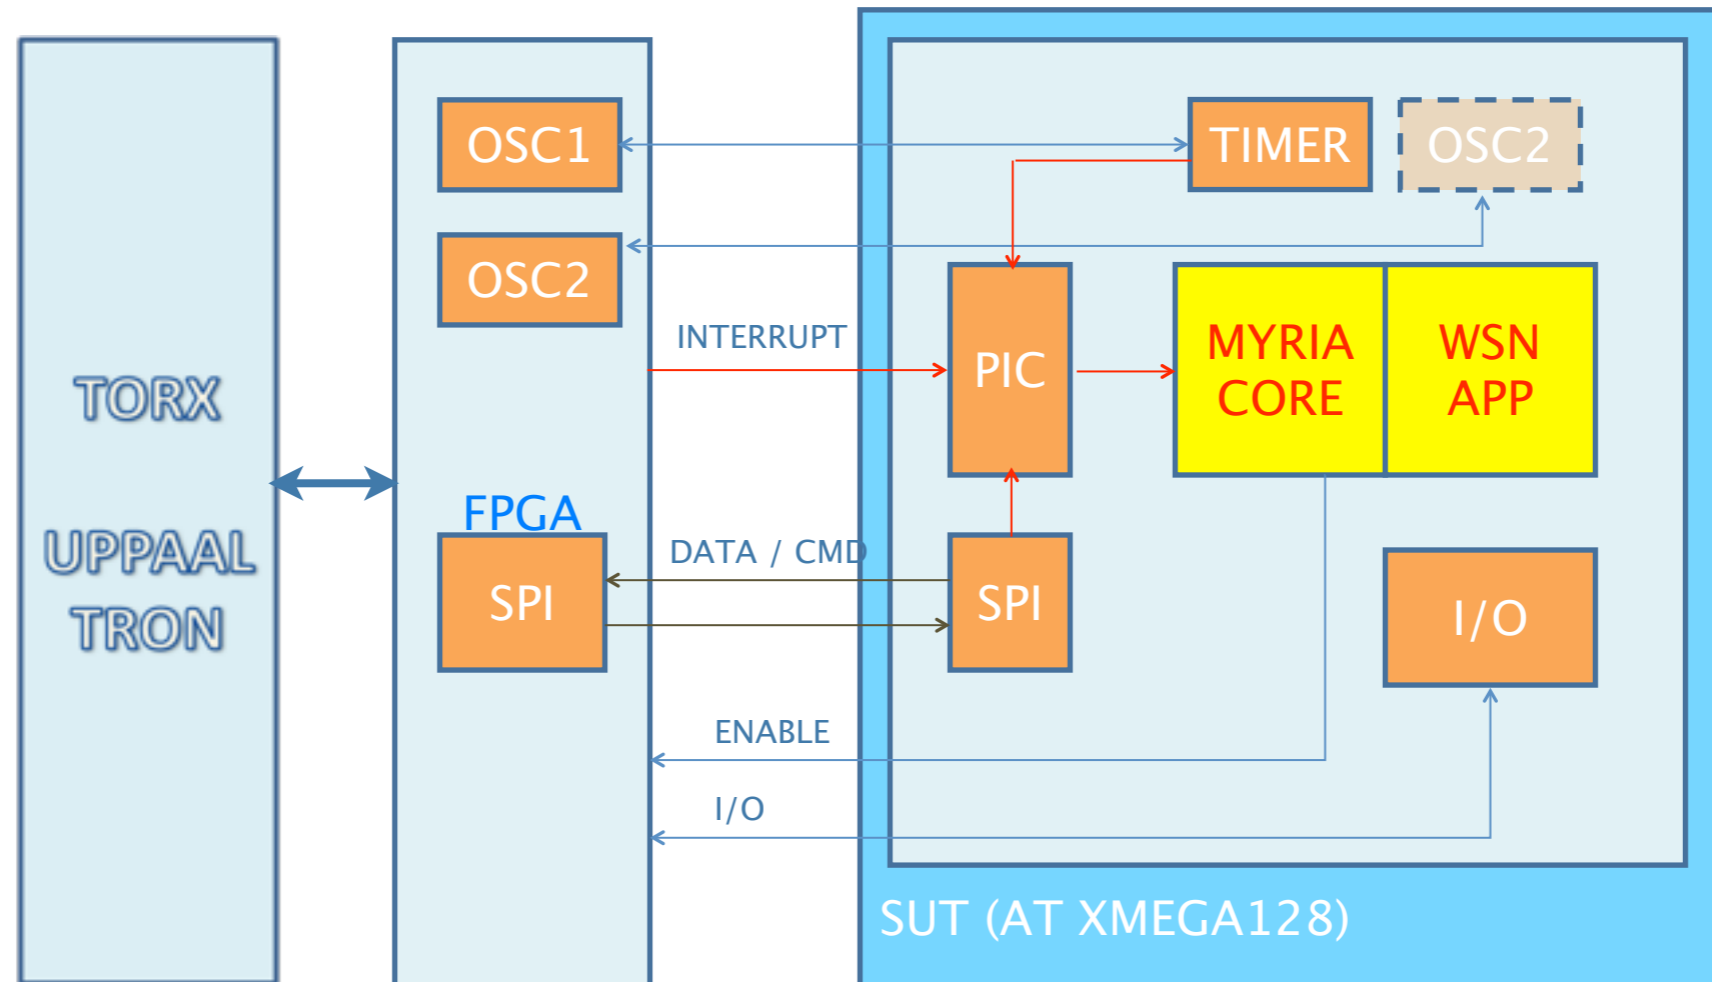 TORX
UPPAAL
TRON
OSC1
OSC2
FPGA
SPI
INTERRUPT
DATA / CMD
ENABLE
I/O
TIMER
OSC2
PIC
MYRIA
CORE
WSN
APP
SPI
I/O
SUT (AT XMEGA128)